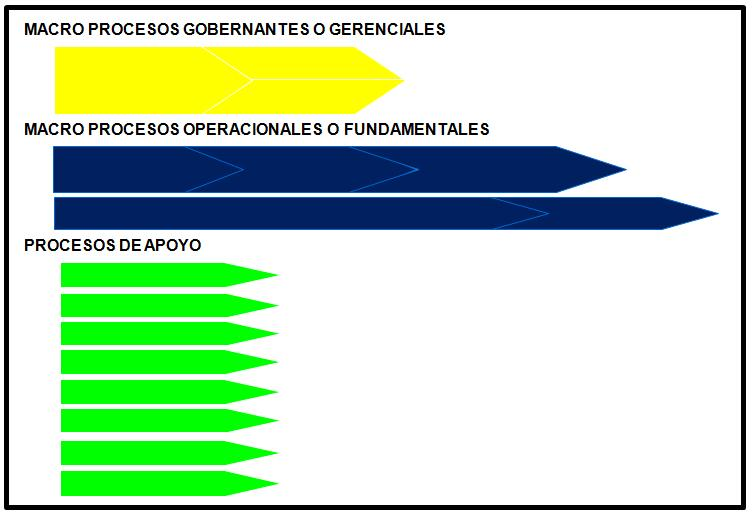 MACRO PROCESOS GOBERNANTES O GERENCIALES
MACRO PROCESOS OPERACIONALES O FUNDAMENTALES
PROCESOS DE APOYO